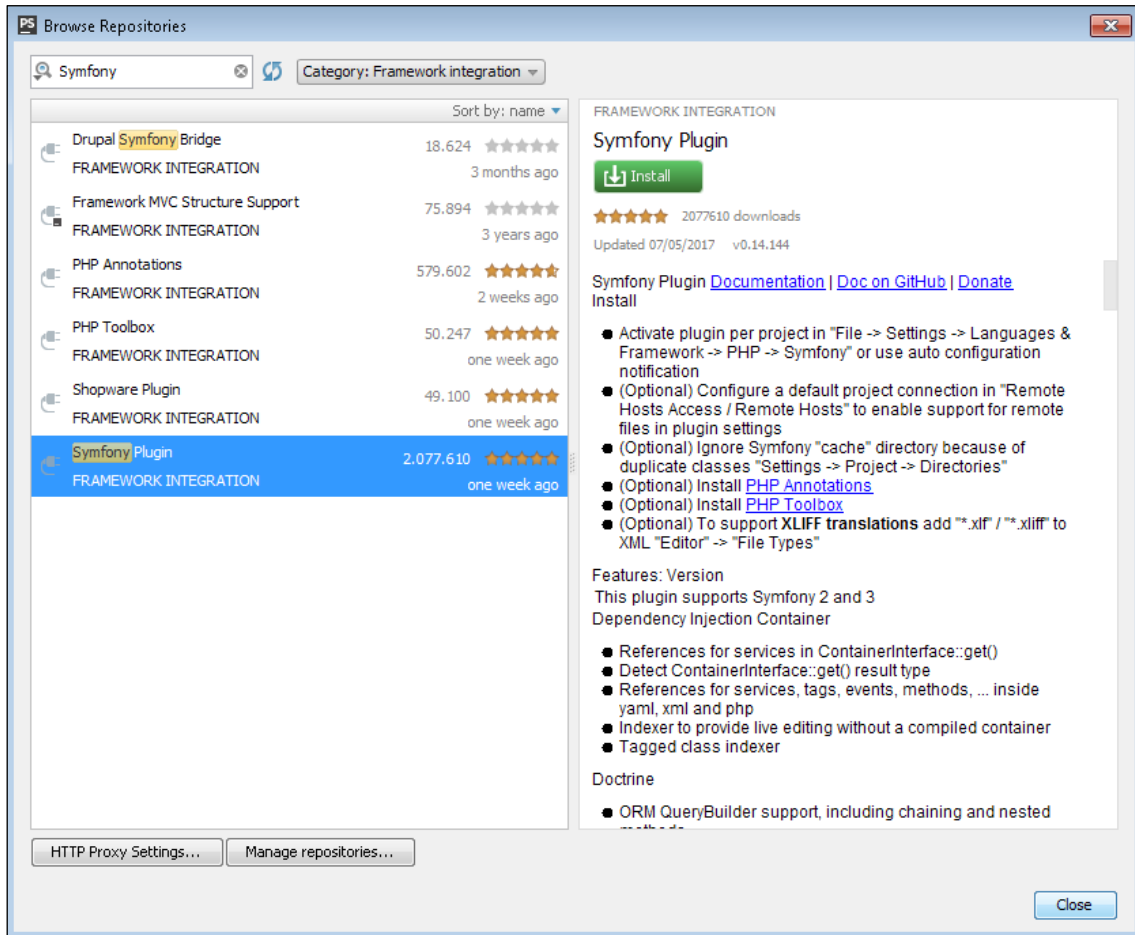 PS Browse Repositories
Symfony
Category: Framework integration
Sort by: name
Drupal Symfony Bridge
18.624
FRAMEWORK INTEGRATION
3 months ago
Framework MVC Structure Support
75.894
FRAMEWORK INTEGRATION
3 years ago
PHP Annotations
579.602
FRAMEWORK INTEGRATION
2 weeks ago
PHP Toolbox
50.247
FRAMEWORK INTEGRATION
one week ago
Shopware Plugin
49.100
FRAMEWORK INTEGRATION
one week ago
Symfony Plugin
2.077.610
FRAMEWORK INTEGRATION
one week ago
FRAMEWORK INTEGRATION
Symfony Plugin
Install
2077610 downloads
Updated 07/05/2017 v0.14.144
Symfony Plugin Documentation | Doc on GitHub | Donate
Install
Activate plugin per project in "File -> Settings -> Languages &
Framework -> PHP -> Symfony" or use auto configuration
notification
(Optional) Configure a default project connection in "Remote
Hosts Access / Remote Hosts" to enable support for remote
files in plugin settings
(Optional) Ignore Symfony "cache" directory because of
duplicate classes "Settings -> Project -> Directories"
(Optional) Install PHP Annotations
(Optional) Install PHP Toolbox
(Optional) To support XLIFF translations add "*.xlf" / "*.xliff" to
XML "Editor" -> "File Types"
Features: Version
This plugin supports Symfony 2 and 3
Dependency Injection Container
References for services in ContainerInterface::get()
Detect ContainerInterface::get() result type
References for services, tags, events, methods, ... inside
yaml, xml and php
Indexer to provide live editing without a compiled container
Tagged class indexer
Doctrine
ORM QueryBuilder support, including chaining and nested
HTTP Proxy Settings...
Manage repositories...
Close